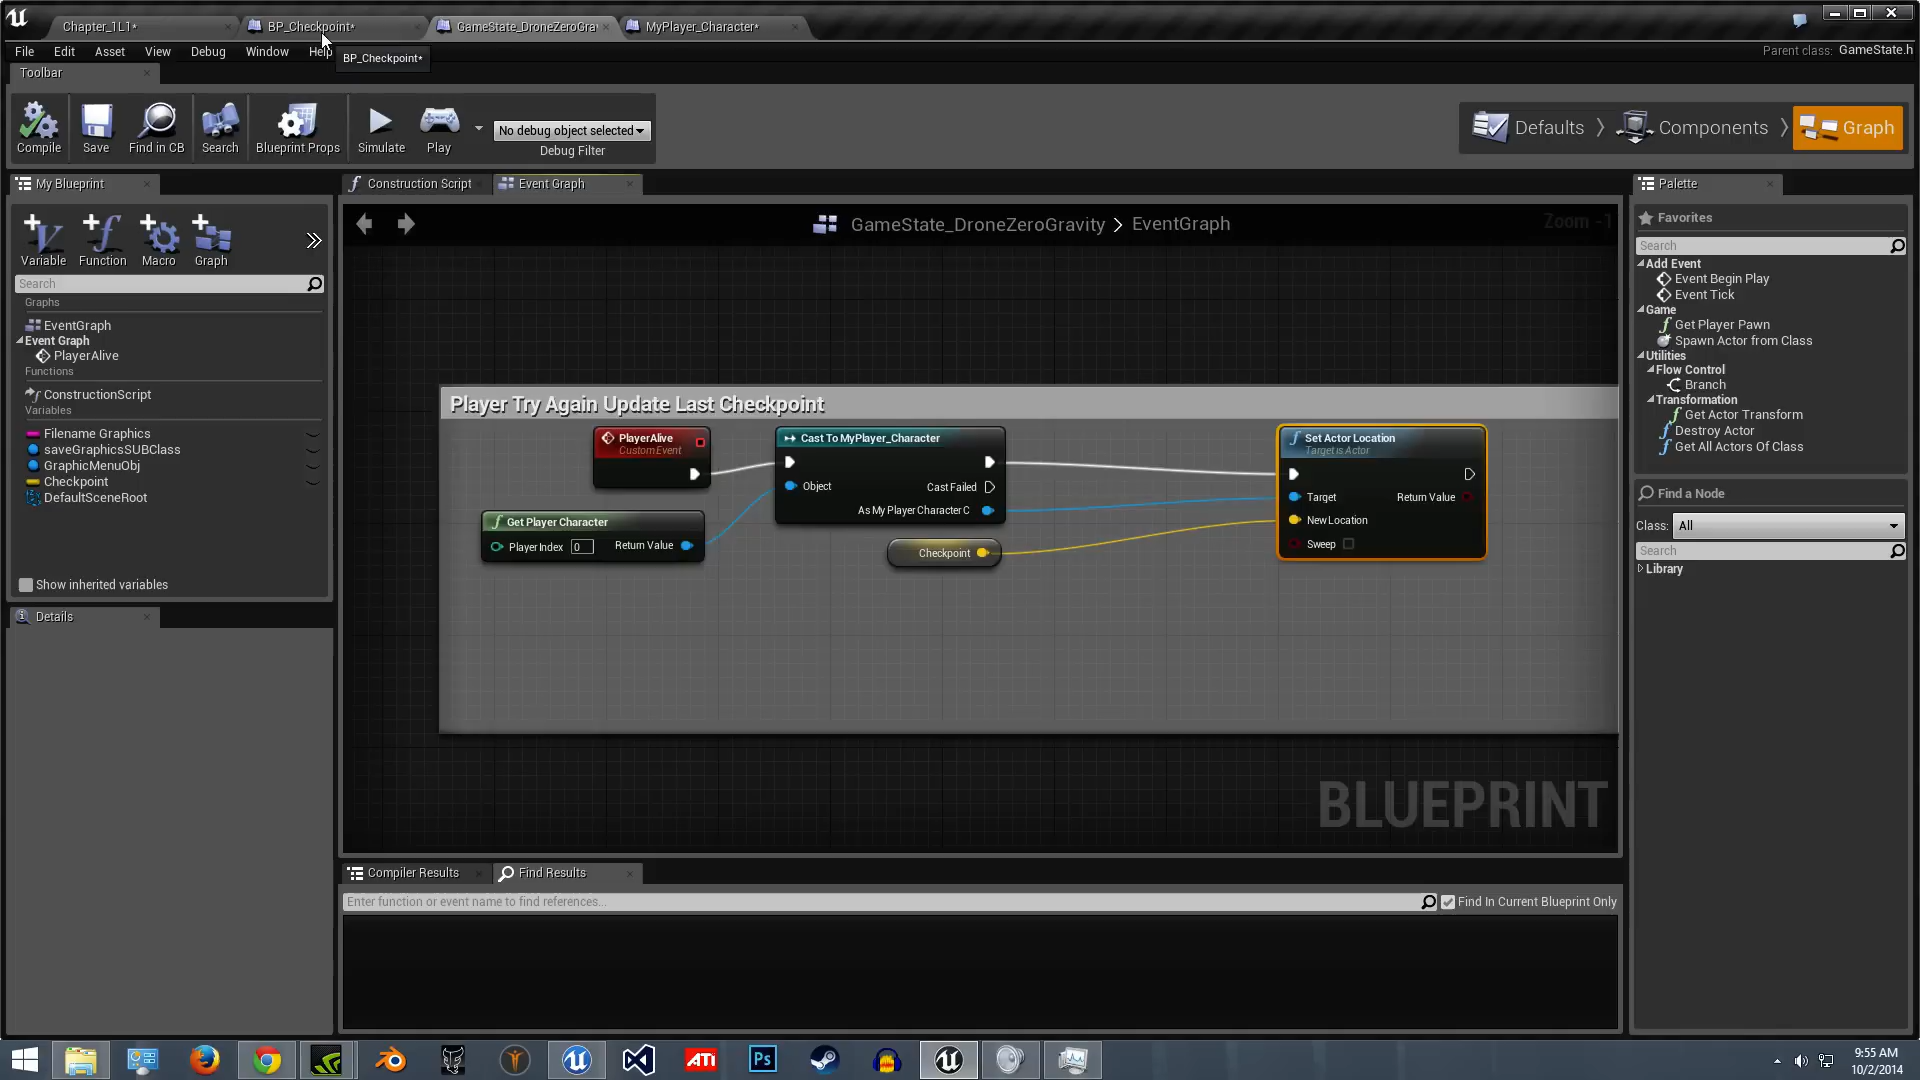 Chapter_1L1*
BP_Checkpoint*
GameState_DroneZeroGrav
MyPlayer_Character*
File Edit Asset View Debug Window Help
BP_Checkpoint*
Parent class: GameState.h
Toolbar
Compile Save Find in CB Search Blueprint Props Simulate Play
No debug object selected
Debug Filter
Defaults Components Graph
My Blueprint
Construction Script Event Graph
Palette
Variable Function Macro Graph
Search
Graphs
EventGraph
Event Graph
PlayerAlive
Functions
ConstructionScript
Variables
Filename Graphics
saveGraphicsSUBClass
GraphicMenuObj
Checkpoint
DefaultSceneRoot
Show inherited variables
Details
GameState_DroneZeroGravity > EventGraph
Zoom -1
Player Try Again Update Last Checkpoint
PlayerAlive
Custom Event
Get Player Character
Player Index 0 Return Value
Cast To MyPlayer_Character
Object
Cast Failed
As My Player Character C
Checkpoint
Set Actor Location
Target is Actor
Target Return Value
New Location
Sweep
BLUEPRINT
Favorites
Search
Add Event
Event Begin Play
Event Tick
Game
Get Player Pawn
Spawn Actor from Class
Utilities
Flow Control
Branch
Transformation
Get Actor Transform
Destroy Actor
Get All Actors Of Class
Find a Node
Class: All
Search
Library
Compiler Results Find Results
Enter function or event name to find references...
Find In Current Blueprint Only
ATI
Ps
9:55 AM
10/2/2014